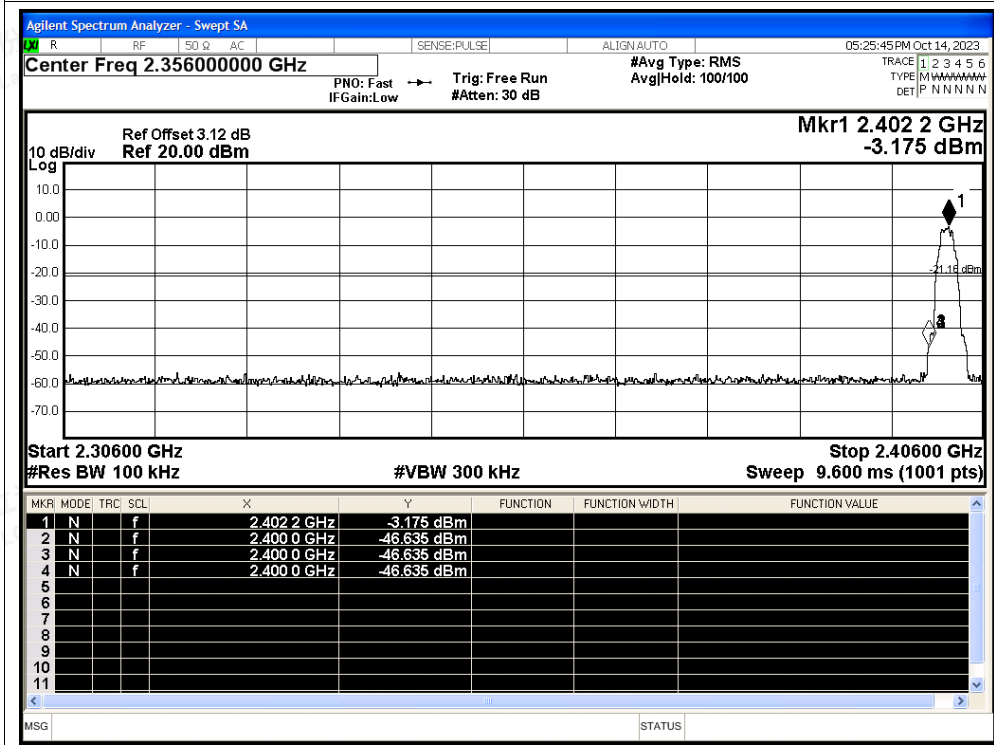 Agilent Spectrum Analyzer - Swept SA
LXI R RF 50 Ω AC SENSE:PULSE ALIGN AUTO 05:25:45 PM Oct 14, 2023
Center Freq 2.356000000 GHz
PNO: Fast
IFGain:Low
Trig: Free Run
#Atten: 30 dB
#Avg Type: RMS
Avg|Hold: 100/100
TRACE 1 2 3 4 5 6
TYPE M
DET P N N N N N
Ref Offset 3.12 dB
10 dB/div Ref 20.00 dBm
Log
Mkr1 2.402 2 GHz
-3.175 dBm
10.0
0.00
-10.0
-20.0
-30.0
-40.0
-50.0
-60.0
-70.0
1
-21.16 dBm
Start 2.30600 GHz Stop 2.40600 GHz
#Res BW 100 kHz #VBW 300 kHz Sweep 9.600 ms (1001 pts)
MKR MODE TRC SCL X Y FUNCTION FUNCTION WIDTH FUNCTION VALUE
1 N f 2.402 2 GHz -3.175 dBm
2 N f 2.400 0 GHz -46.635 dBm
3 N f 2.400 0 GHz -46.635 dBm
4 N f 2.400 0 GHz -46.635 dBm
5
6
7
8
9
10
11
MSG STATUS